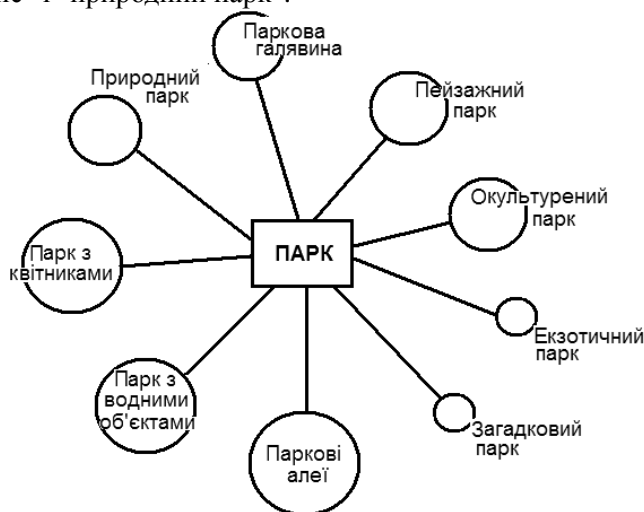 і "природний парк".
Паркова
галявина
Природний
парк
Пейзажний
парк
Окультурений
парк
Парк з
квітниками
ПАРК
Екзотичний
парк
Парк з
водними
об'єктами
Паркові
алеї
Загадковий
парк